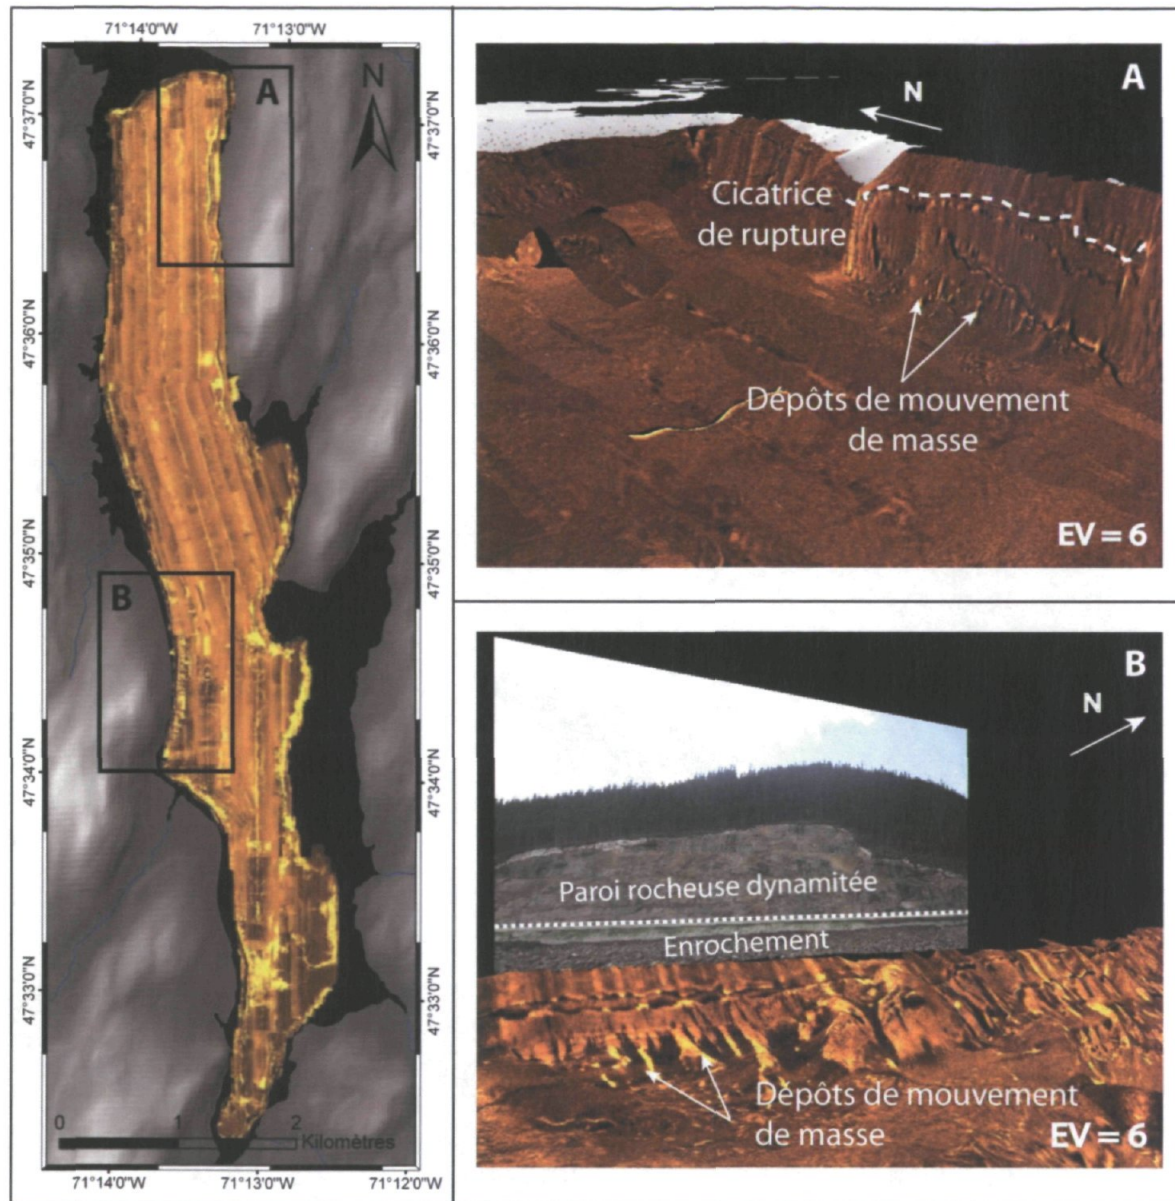 71°14'0"W
71°13'0"W
A
N
47°37'0"N
47°37'0"N
47°36'0"N
47°36'0"N
47°35'0"N
47°35'0"N
B
47°34'0"N
47°34'0"N
47°33'0"N
47°33'0"N
0 1 2
Kilomètres
71°14'0"W
71°13'0"W
71°12'0"W
A
N
Cicatrice
de rupture
Dépôts de mouvement
de masse
EV = 6
B
N
Paroi rocheuse dynamitée
Enrochement
Dépôts de mouvement
de masse
EV = 6